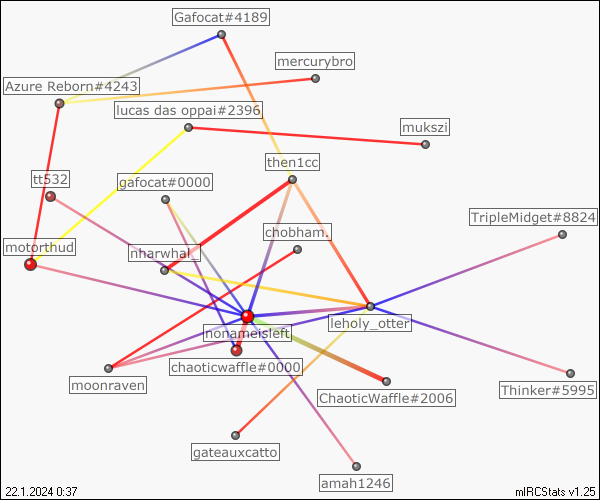 Gafocat#4189
mercurybro
Azure Reborn#4243
lucas das oppai#2396
mukszi
then1cc
tt532
gafocat#0000
TripleMidget#8824
chobham.
motorthud
nharwhal_
leholy_otter
nonameisleft
chaoticwaffle#0000
moonraven
Thinker#5995
ChaoticWaffle#2006
gateauxcatto
amah1246
22.1.2024 0:37
mIRCStats v1.25